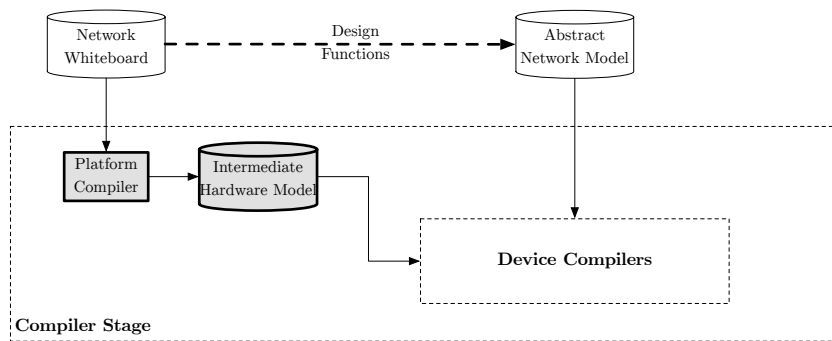 Network
Whiteboard
Design
Functions
Abstract
Network Model
Platform
Compiler
Intermediate
Hardware Model
Device Compilers
Compiler Stage